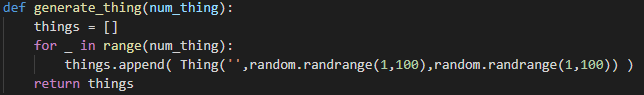 def generate_thing(num_thing):
    things = []
    for _ in range(num_thing):
        things.append( Thing('',random.randrange(1,100),random.randrange(1,100)) )
    return things